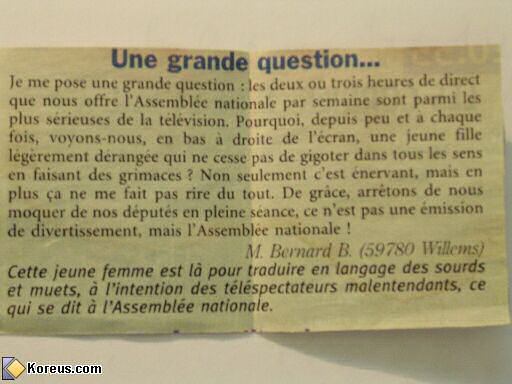 Une grande question...
Je me pose une grande question : les deux ou trois heures de direct
que nous offre l'Assemblée nationale par semaine sont parmi les
plus sérieuses de la télévision. Pourquoi, depuis peu et à chaque
fois, voyons-nous, en bas à droite de l'écran, une jeune fille
légèrement dérangée qui ne cesse pas de gigoter dans tous les sens
en faisant des grimaces ? Non seulement c'est énervant, mais en
plus ça ne me fait pas rire du tout. De grâce, arrêtons de nous
moquer de nos députés en pleine séance, ce n'est pas une émission
de divertissement, mais l'Assemblée nationale !
M. Bernard B. (59780 Willems)
Cette jeune femme est là pour traduire en langage des sourds
et muets, à l'intention des téléspectateurs malentendants, ce
qui se dit à l'Assemblée nationale.
Koreus.com